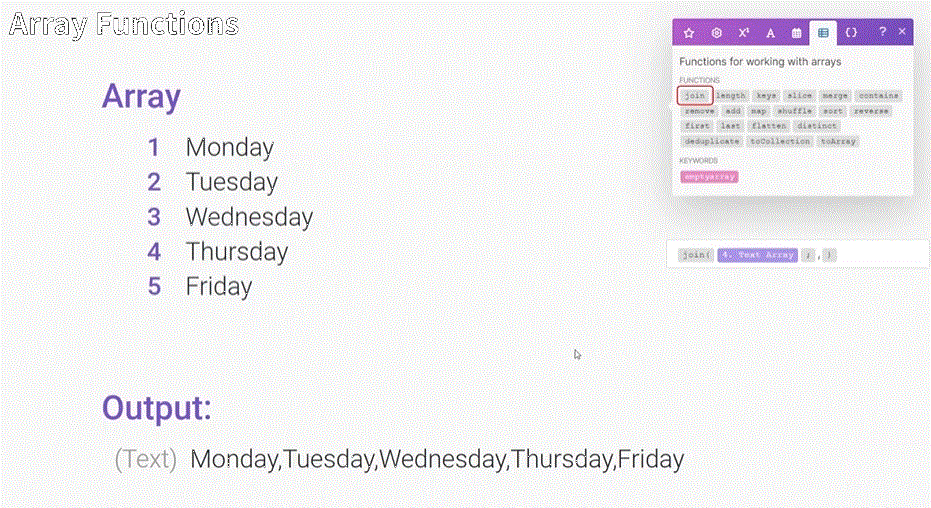 Array Functions
Array
1 Monday
2 Tuesday
3 Wednesday
4 Thursday
5 Friday
Output:
(Text) Monday,Tuesday,Wednesday,Thursday,Friday
X² A ? ×
Functions for working with arrays
FUNCTIONS
join length keys slice merge contains
remove add map shuffle sort reverse
first last flatten distinct
deduplicate toCollection toArray
KEYWORDS
emptyarray
join( 4. Text Array ; , )